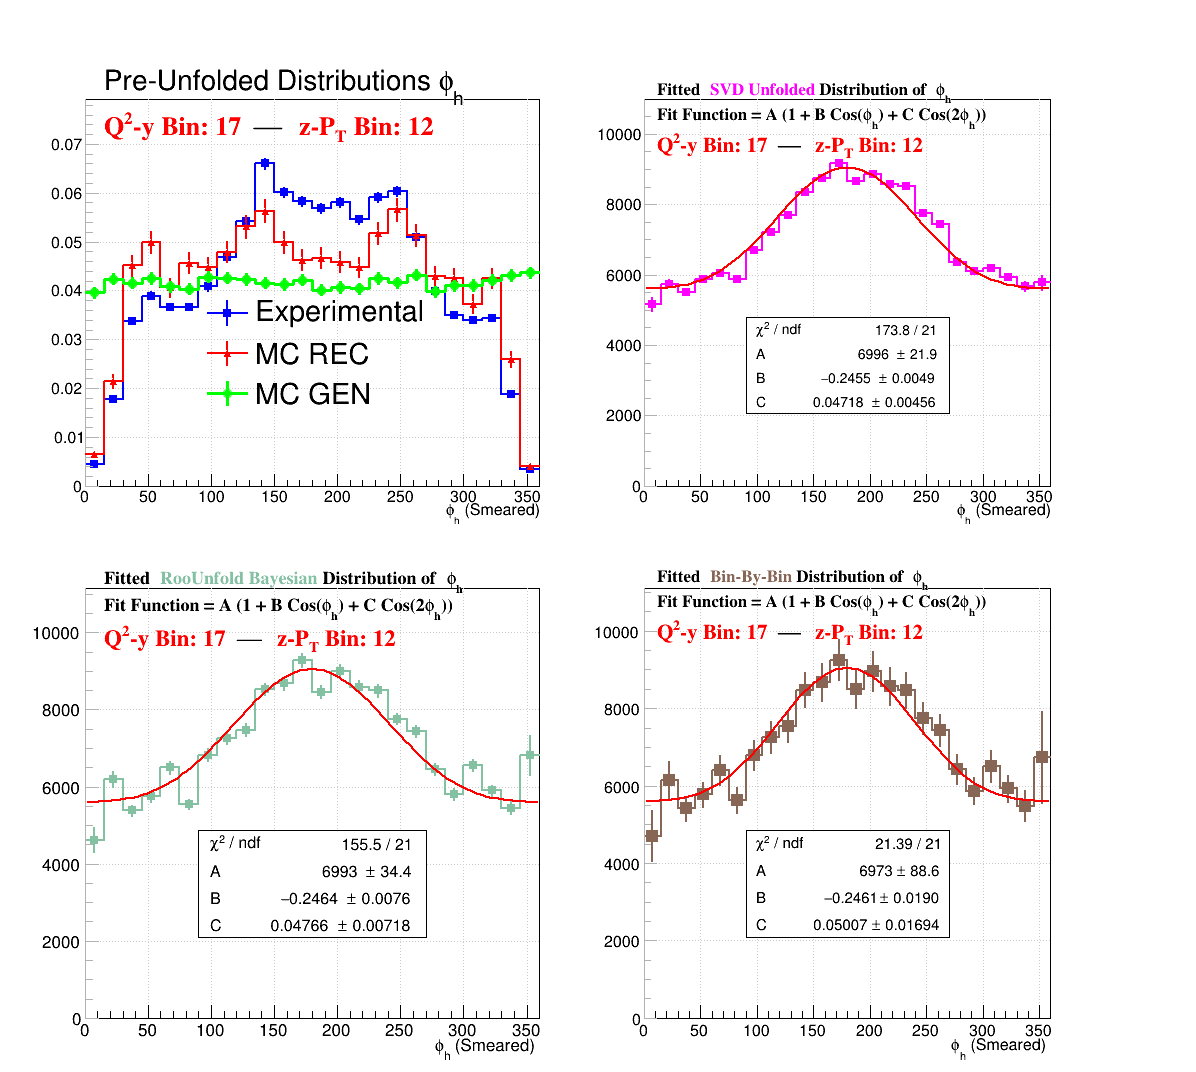 Pre-Unfolded Distributions ϕh
Q²-y Bin: 17 — z-PT Bin: 12
0.07
0.06
0.05
0.04
0.03
0.02
0.01
0
Experimental
MC REC
MC GEN
0 50 100 150 200 250 300 350
ϕh (Smeared)
Fitted SVD Unfolded Distribution of ϕh
Fit Function = A (1 + B Cos(ϕh) + C Cos(2ϕh))
Q²-y Bin: 17 — z-PT Bin: 12
10000
8000
6000
4000
2000
0
χ² / ndf 173.8 / 21
A 6996 ± 21.9
B −0.2455 ± 0.0049
C 0.04718 ± 0.00456
0 50 100 150 200 250 300 350
ϕh (Smeared)
Fitted RooUnfold Bayesian Distribution of ϕh
Fit Function = A (1 + B Cos(ϕh) + C Cos(2ϕh))
Q²-y Bin: 17 — z-PT Bin: 12
10000
8000
6000
4000
2000
0
χ² / ndf 155.5 / 21
A 6993 ± 34.4
B −0.2464 ± 0.0076
C 0.04766 ± 0.00718
0 50 100 150 200 250 300 350
ϕh (Smeared)
Fitted Bin-By-Bin Distribution of ϕh
Fit Function = A (1 + B Cos(ϕh) + C Cos(2ϕh))
Q²-y Bin: 17 — z-PT Bin: 12
10000
8000
6000
4000
2000
0
χ² / ndf 21.39 / 21
A 6973 ± 88.6
B −0.2461 ± 0.0190
C 0.05007 ± 0.01694
0 50 100 150 200 250 300 350
ϕh (Smeared)